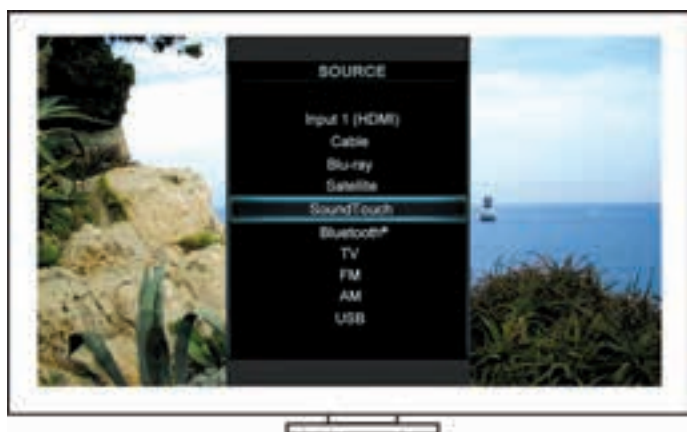 SOURCE
Input 1 (HDMI)
Cable
Blu-ray
Satellite
SoundTouch
Bluetooth®
TV
FM
AM
USB